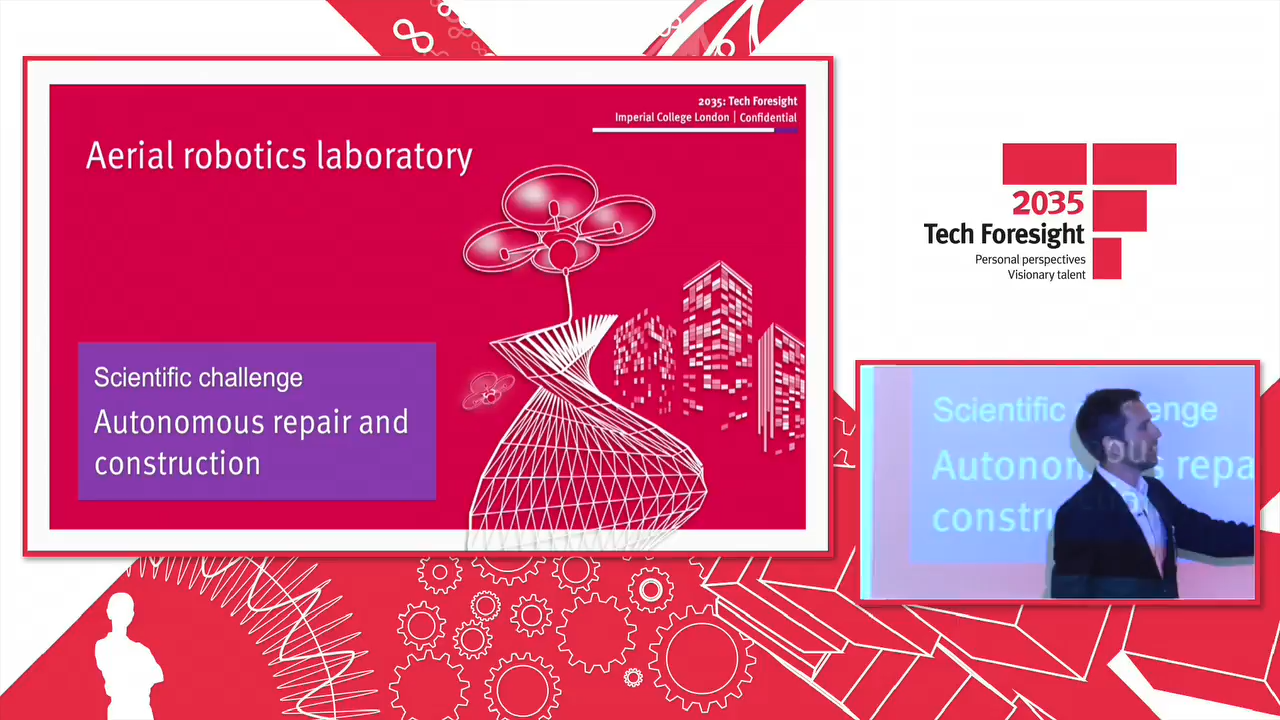 2035: Tech Foresight
Imperial College London | Confidential
Aerial robotics laboratory
Scientific challenge
Autonomous repair and
construction
2035
Tech Foresight
Personal perspectives
Visionary talent
Scientific
Autonom
repa
constru